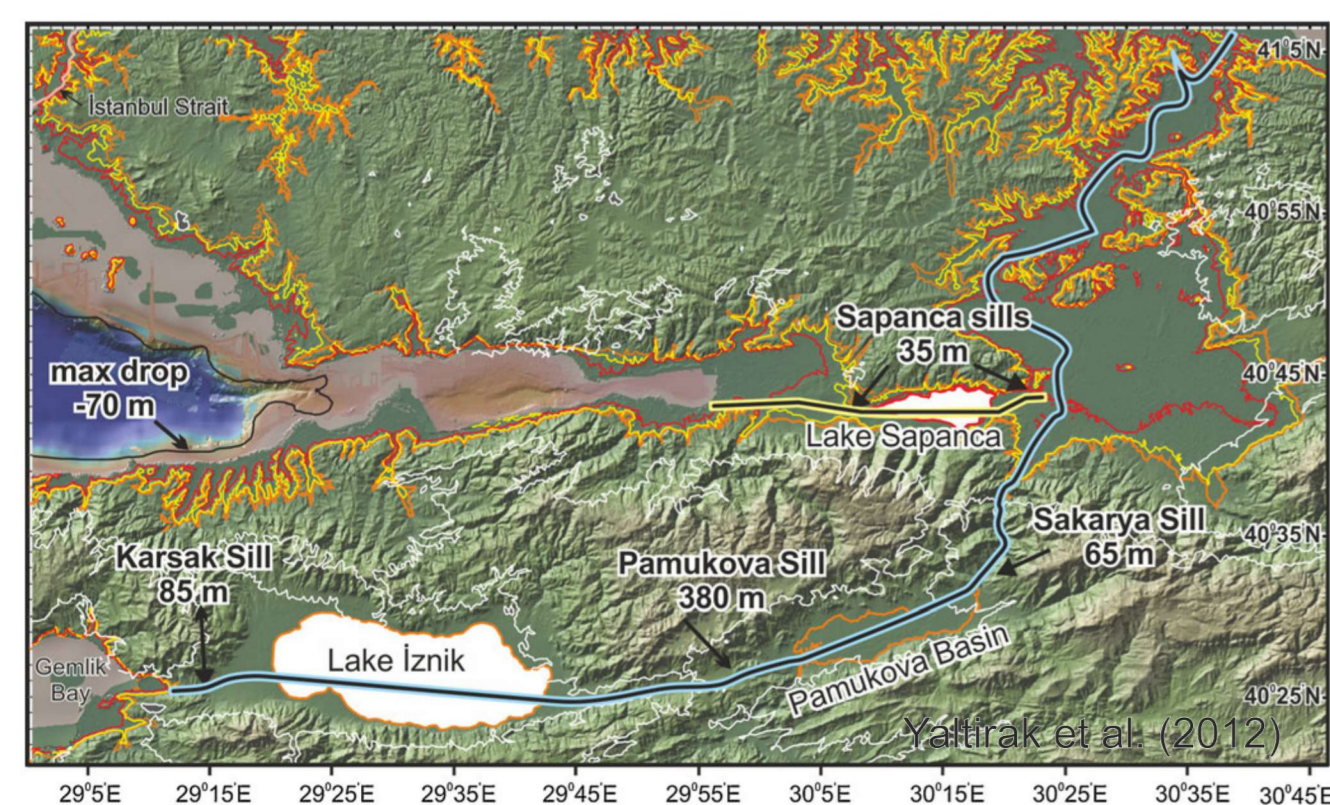 41°5'N
İstanbul Strait
40°55'N
Sapanca sills
35 m
max drop
-70 m
40°45'N
Lake Sapanca
Sakarya Sill
65 m
40°35'N
Karsak Sill
85 m
Pamukova Sill
380 m
Gemlik
Bay
Lake İznik
Pamukova Basin
40°25'N
Yaltirak et al. (2012)
29°5'E 29°15'E 29°25'E 29°35'E 29°45'E 29°55'E 30°5'E 30°15'E 30°25'E 30°35'E 30°45'E